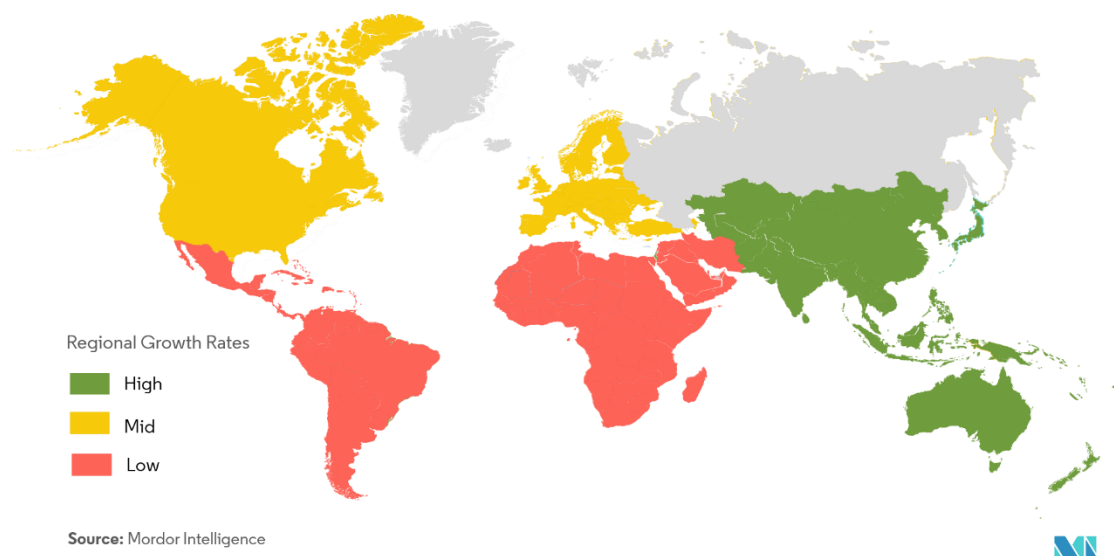 Regional Growth Rates
High
Mid
Low
Source: Mordor Intelligence